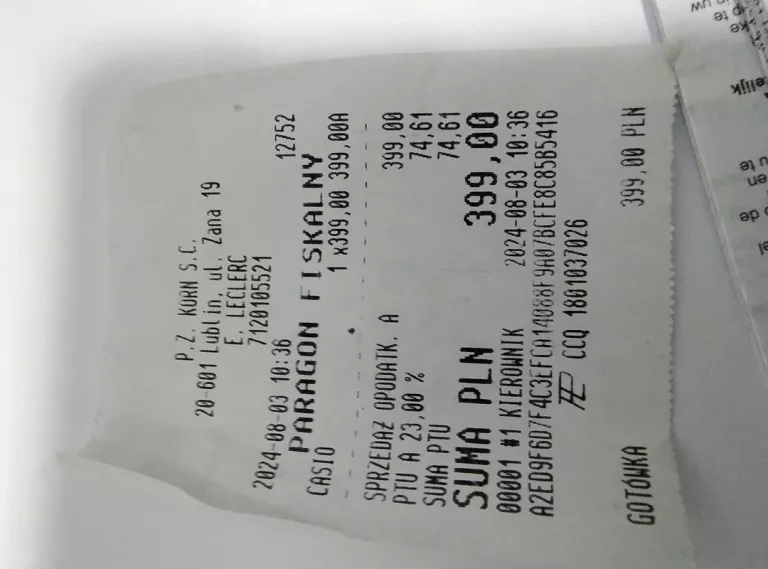 P.Z. KORN S.C.
20-601 Lublin, ul. Zana 19
E. LECLERC
7120105521
2024-08-03 10:36 12752
PARAGON FISKALNY
CASIO 1 x399,00 399,00A
SPRZEDAŻ OPODATK. A 399,00
PTU A 23,00 % 74,61
SUMA PTU 74,61
SUMA PLN 399,00
00001 #1 KIEROWNIK 2024-08-03 10:36
A2ED9F6D7F4C3EFCA14088F9A07BCFE8C85B5416
CCQ 1801037026
GOTÓWKA 399,00 PLN